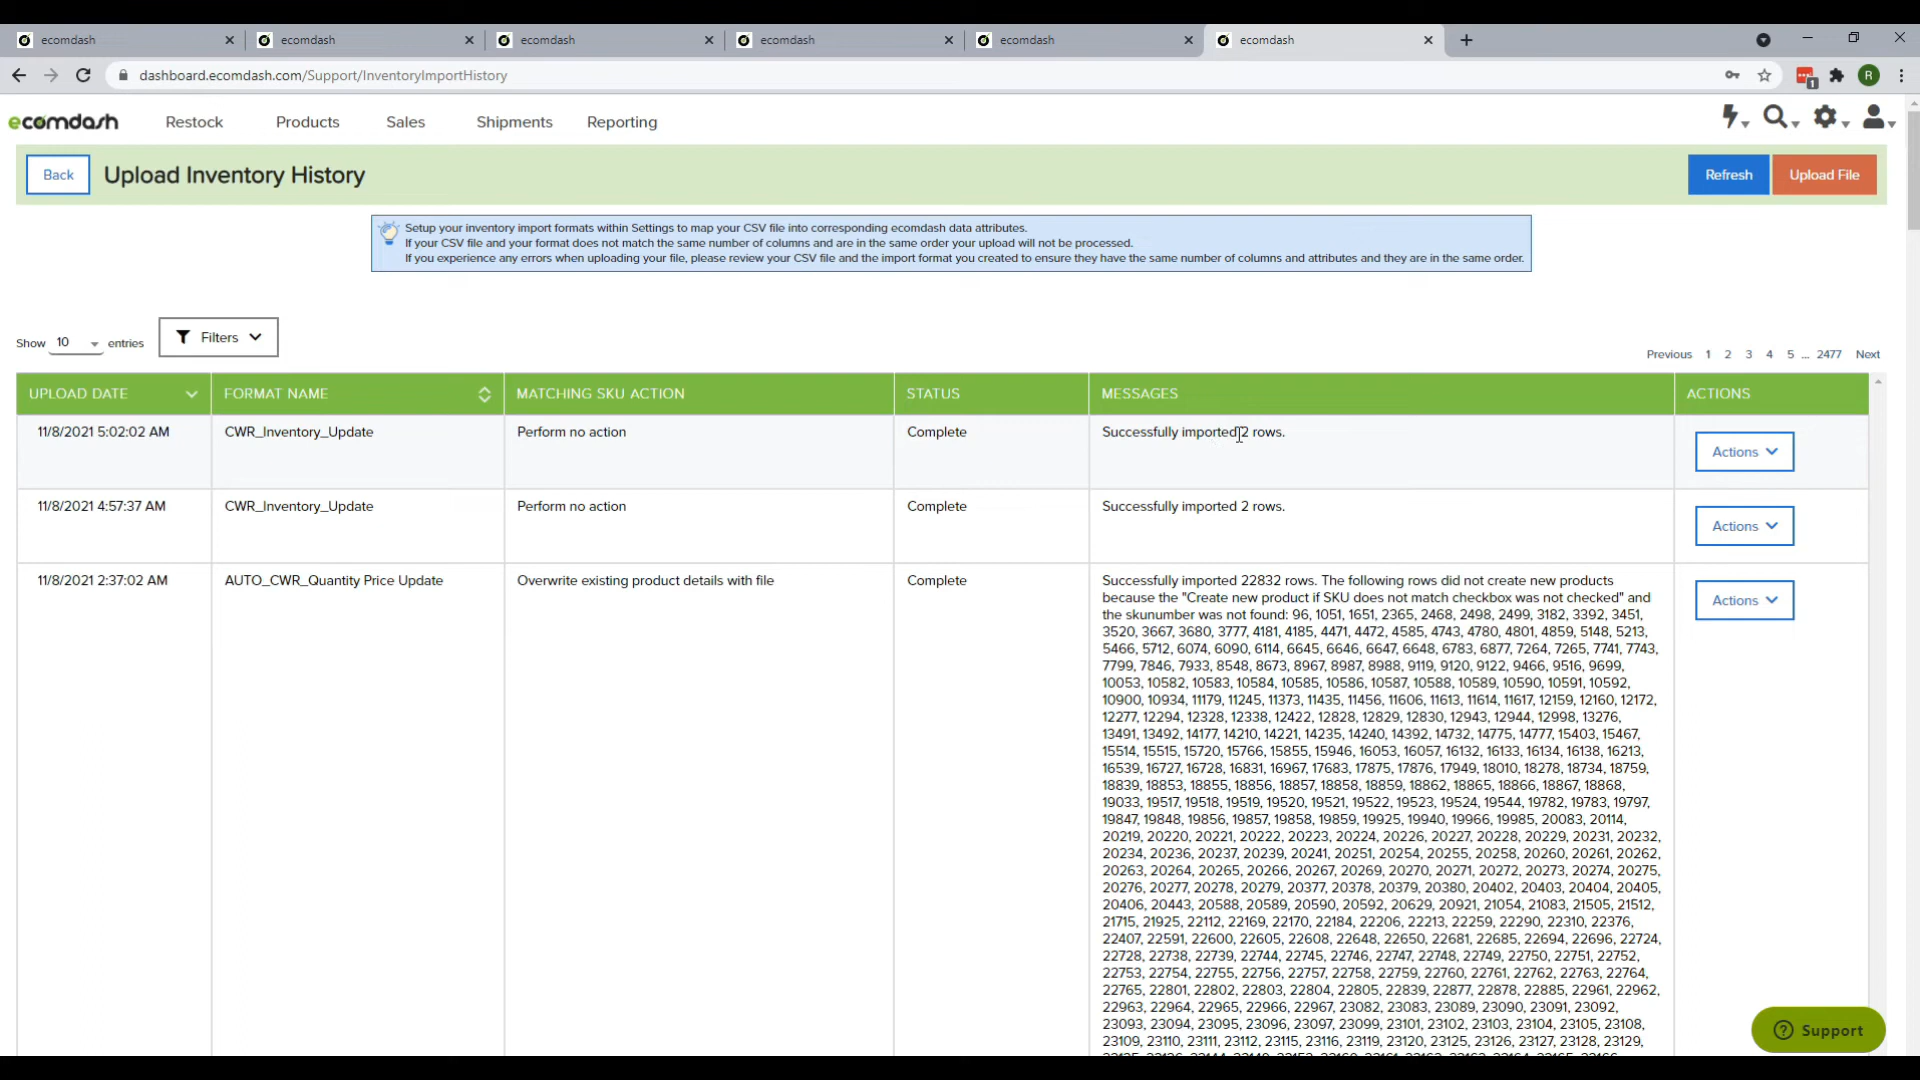 ecomdash ecomdash ecomdash ecomdash ecomdash ecomdash
dashboard.ecomdash.com/Support/InventoryImportHistory
1
R
ecomdash Restock Products Sales Shipments Reporting
Back Upload Inventory History Refresh Upload File
Setup your inventory import formats within Settings to map your CSV file into corresponding ecomdash data attributes.
If your CSV file and your format does not match the same number of columns and are in the same order your upload will not be processed.
If you experience any errors when uploading your file, please review your CSV file and the import format you created to ensure they have the same number of columns and attributes and they are in the same order.
Show 10 entries Filters
Previous 1 2 3 4 5 ... 2477 Next
UPLOAD DATE FORMAT NAME MATCHING SKU ACTION STATUS MESSAGES ACTIONS
11/8/2021 5:02:02 AM CWR_Inventory_Update Perform no action Complete Successfully imported 2 rows. Actions
11/8/2021 4:57:37 AM CWR_Inventory_Update Perform no action Complete Successfully imported 2 rows. Actions
11/8/2021 2:37:02 AM AUTO_CWR_Quantity Price Update Overwrite existing product details with file Complete Successfully imported 22832 rows. The following rows did not create new products Actions
because the "Create new product if SKU does not match checkbox was not checked" and
the skunumber was not found: 96, 1051, 1651, 2365, 2468, 2498, 2499, 3182, 3392, 3451,
3520, 3667, 3680, 3777, 4181, 4185, 4471, 4472, 4585, 4743, 4780, 4801, 4859, 5148, 5213,
5466, 5712, 6074, 6090, 6114, 6645, 6646, 6647, 6648, 6783, 6877, 7264, 7265, 7741, 7743,
7799, 7846, 7933, 8548, 8673, 8967, 8987, 8988, 9119, 9120, 9122, 9466, 9516, 9699,
10053, 10582, 10583, 10584, 10585, 10586, 10587, 10588, 10589, 10590, 10591, 10592,
10900, 10934, 11179, 11245, 11373, 11435, 11456, 11606, 11613, 11614, 11617, 12159, 12160, 12172,
12277, 12294, 12328, 12338, 12422, 12828, 12829, 12830, 12943, 12944, 12998, 13276,
13491, 13492, 14177, 14210, 14221, 14235, 14240, 14392, 14732, 14775, 14777, 15403, 15467,
15514, 15515, 15720, 15766, 15855, 15946, 16053, 16057, 16132, 16133, 16134, 16138, 16213,
16539, 16727, 16728, 16831, 16967, 17683, 17875, 17876, 17949, 18010, 18278, 18734, 18759,
18839, 18853, 18855, 18856, 18857, 18858, 18859, 18862, 18865, 18866, 18867, 18868,
19033, 19517, 19518, 19519, 19520, 19521, 19522, 19523, 19524, 19544, 19782, 19783, 19797,
19847, 19848, 19856, 19857, 19858, 19859, 19925, 19940, 19966, 19985, 20083, 20114,
20219, 20220, 20221, 20222, 20223, 20224, 20226, 20227, 20228, 20229, 20231, 20232,
20234, 20236, 20237, 20239, 20241, 20251, 20254, 20255, 20258, 20260, 20261, 20262,
20263, 20264, 20265, 20266, 20267, 20269, 20270, 20271, 20272, 20273, 20274, 20275,
20276, 20277, 20278, 20279, 20377, 20378, 20379, 20380, 20402, 20403, 20404, 20405,
20406, 20443, 20588, 20589, 20590, 20592, 20629, 20921, 21054, 21083, 21505, 21512,
21715, 21925, 22112, 22169, 22170, 22184, 22206, 22213, 22259, 22290, 22310, 22376,
22407, 22591, 22600, 22605, 22608, 22648, 22650, 22681, 22685, 22694, 22696, 22724,
22728, 22738, 22739, 22744, 22745, 22746, 22747, 22748, 22749, 22750, 22751, 22752,
22753, 22754, 22755, 22756, 22757, 22758, 22759, 22760, 22761, 22762, 22763, 22764,
22765, 22801, 22802, 22803, 22804, 22805, 22839, 22877, 22878, 22885, 22961, 22962,
22963, 22964, 22965, 22966, 22967, 23082, 23083, 23089, 23090, 23091, 23092,
23093, 23094, 23095, 23096, 23097, 23099, 23101, 23102, 23103, 23104, 23105, 23108,
23109, 23110, 23111, 23112, 23115, 23116, 23119, 23120, 23125, 23126, 23127, 23128, 23129,
Support